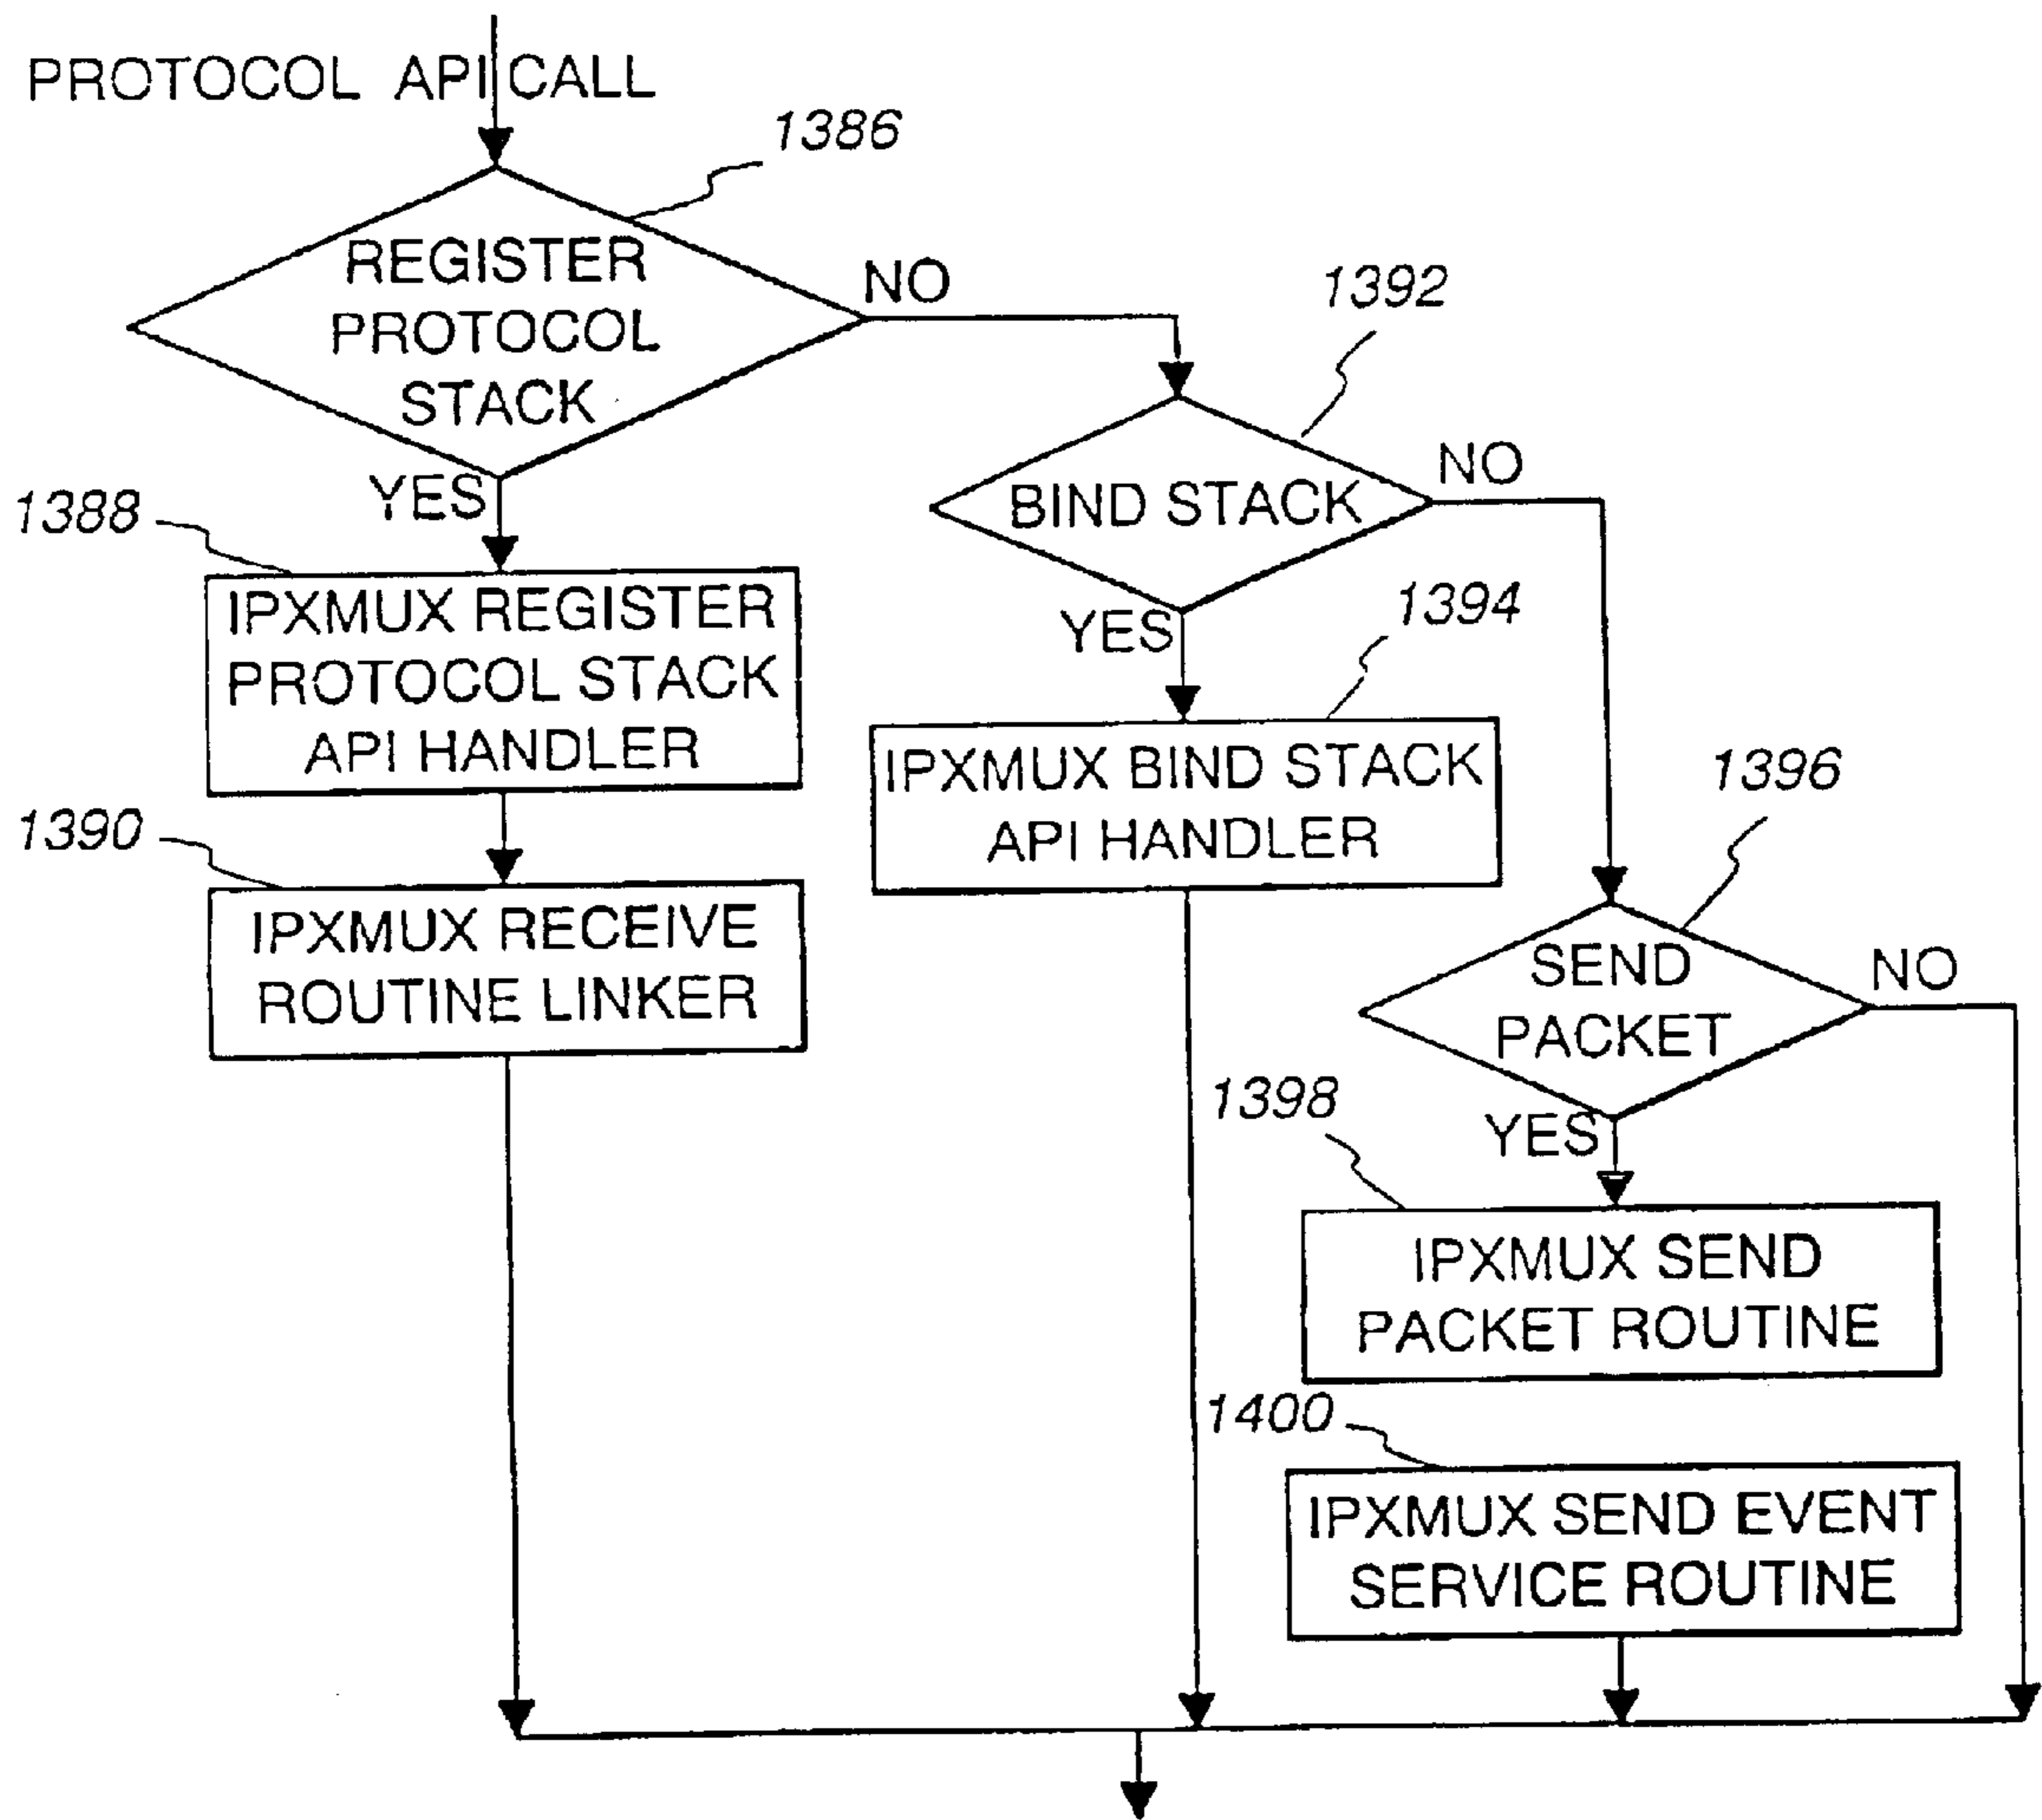 PROTOCOL API CALL
1386
REGISTER
PROTOCOL
STACK
NO
YES
1388
IPXMUX REGISTER
PROTOCOL STACK
API HANDLER
1390
IPXMUX RECEIVE
ROUTINE LINKER
1392
BIND STACK
NO
YES
1394
IPXMUX BIND STACK
API HANDLER
1396
SEND
PACKET
NO
YES
1398
IPXMUX SEND
PACKET ROUTINE
1400
IPXMUX SEND EVENT
SERVICE ROUTINE